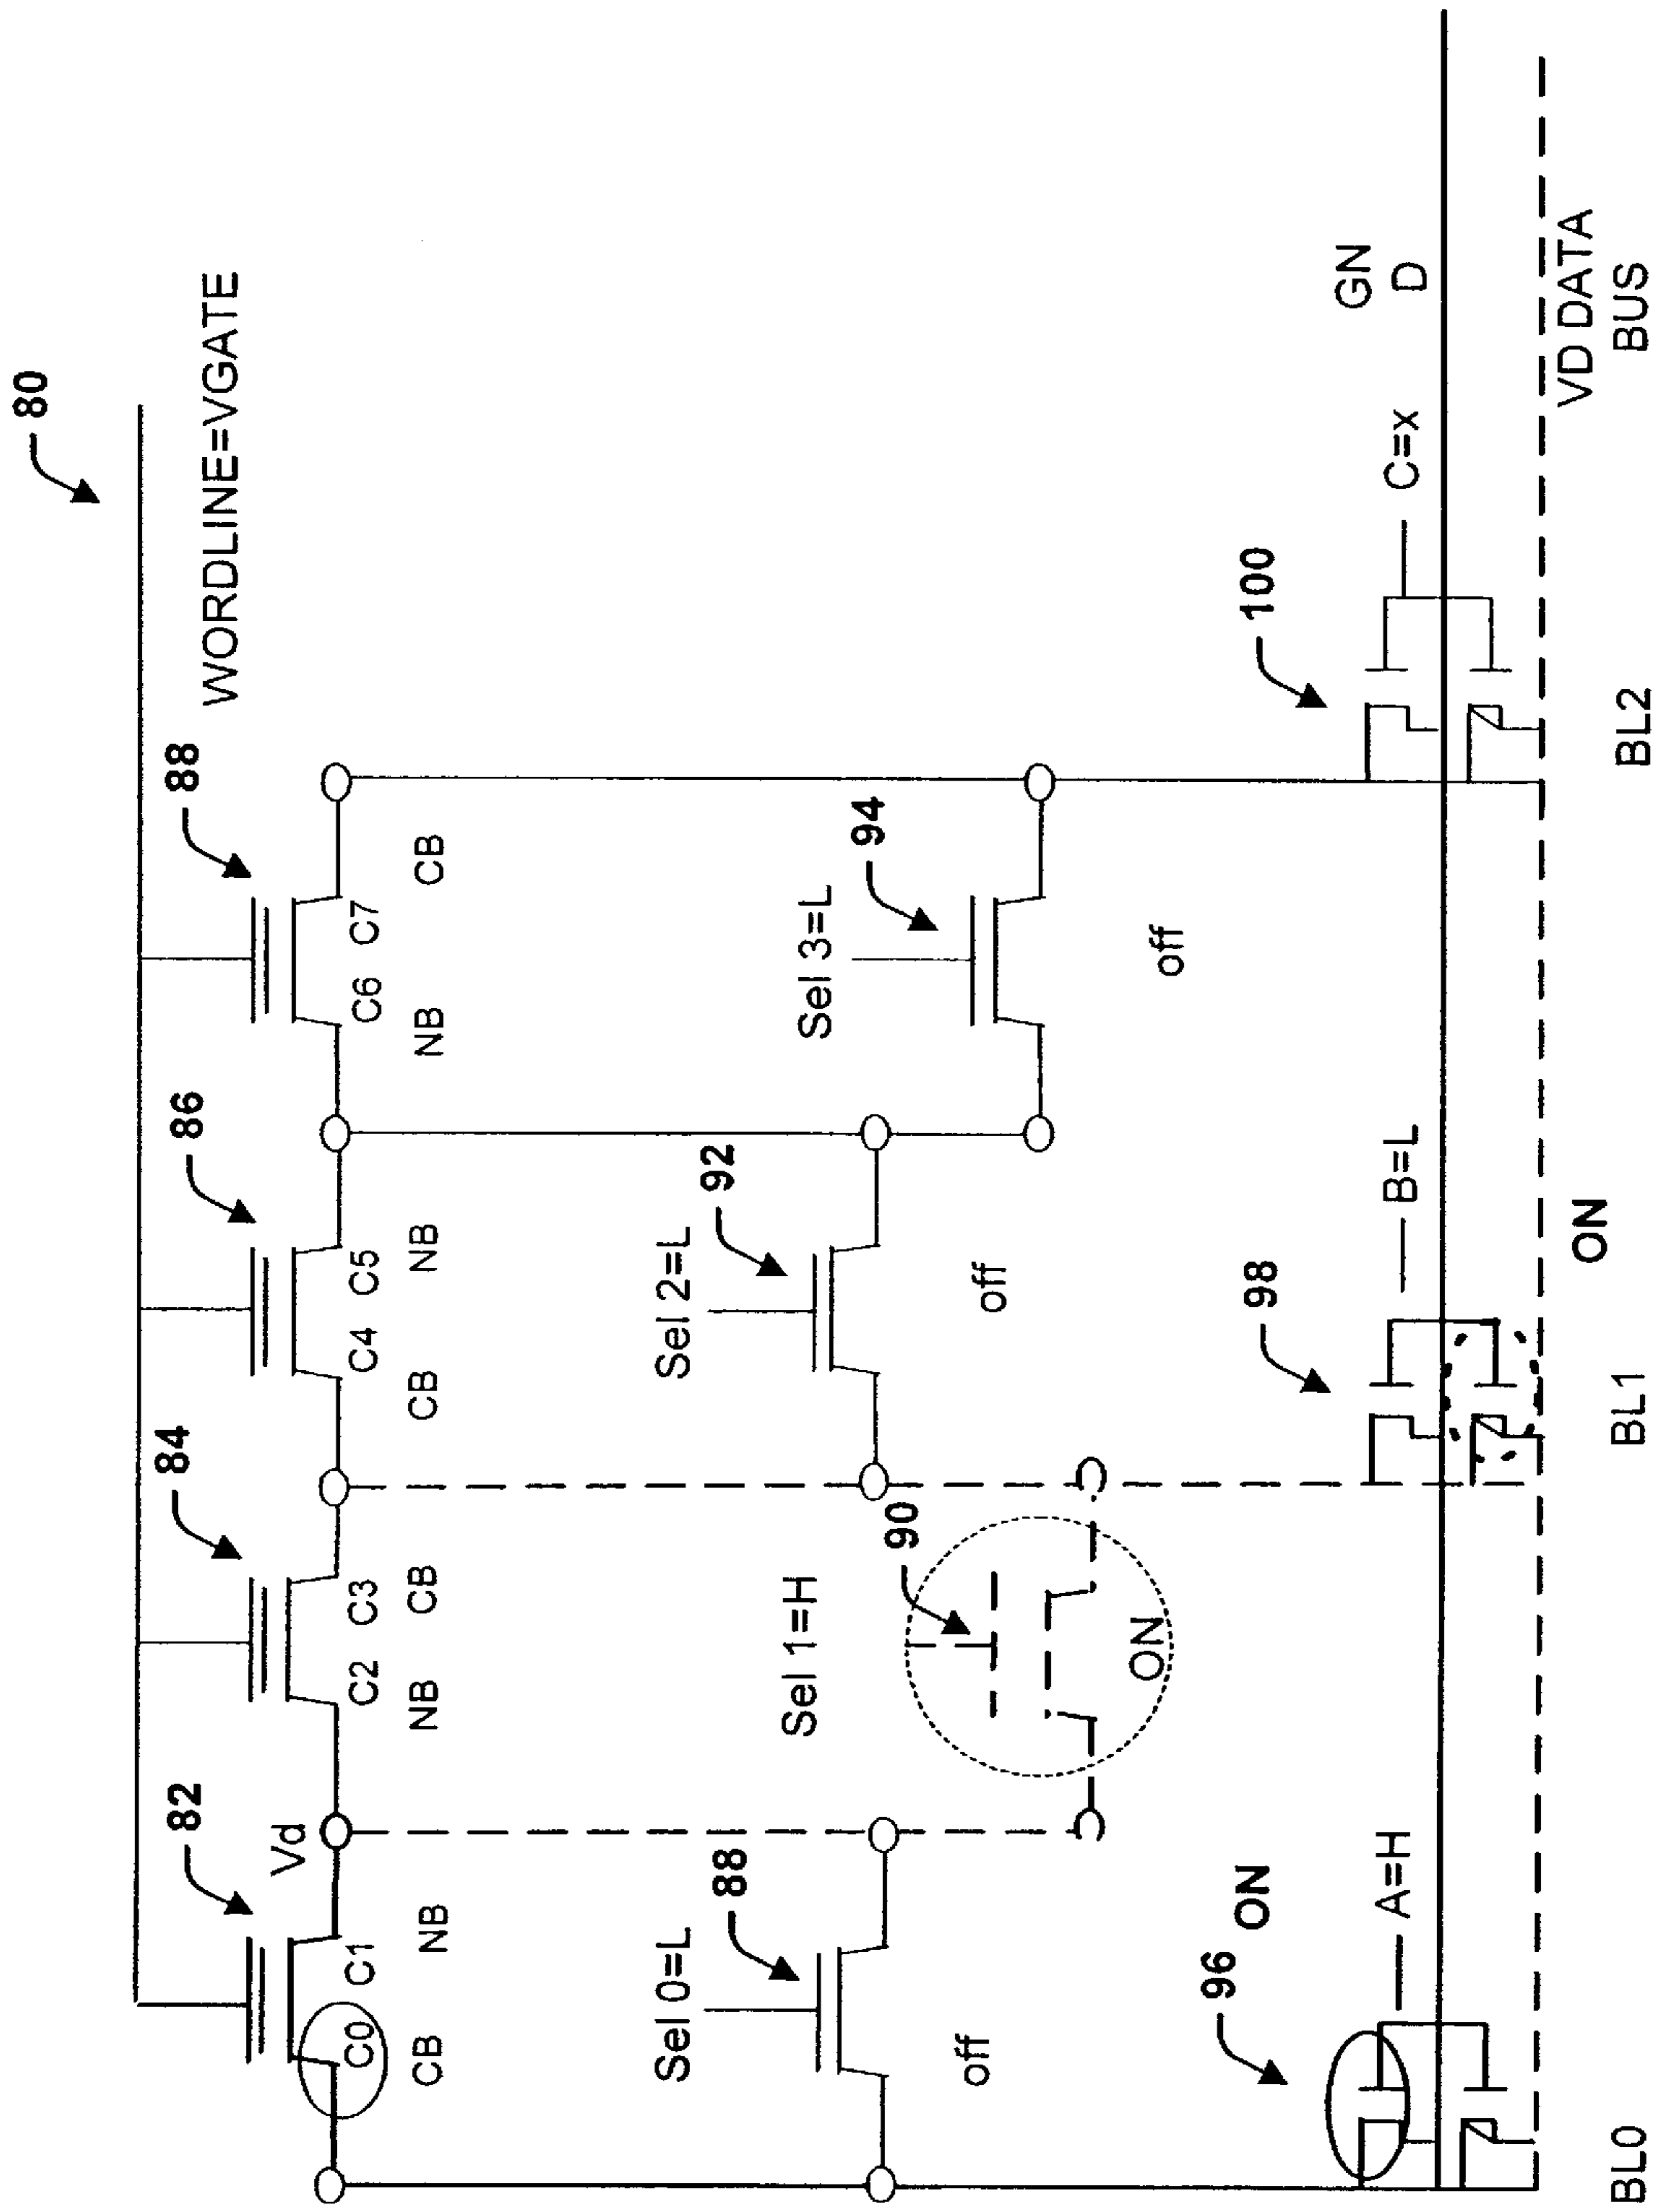 80
WORDLINE=VGATE
82
84
86
88
Vd
C0
C1
C2
C3
C4
C5
C6
C7
CB
NB
NB
CB
CB
NB
NB
CB
Sel 0=L
88
off
Sel 1=H
90
ON
Sel 2=L
92
off
Sel 3=L
94
off
96
ON
A=H
98
B=L
100
C=x
GN
D
BL0
BL1
ON
BL2
VD DATA
BUS